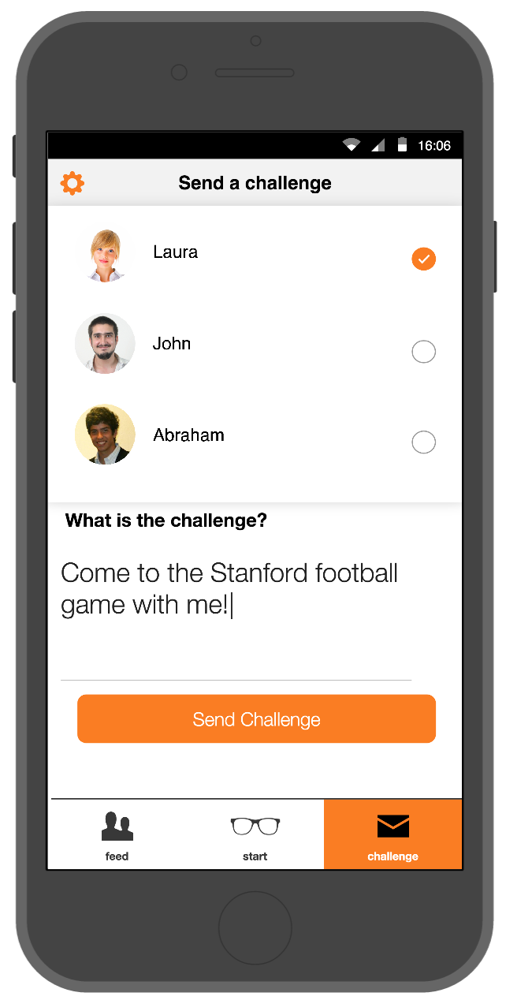 16:06
Send a challenge
Laura
John
Abraham
What is the challenge?
Come to the Stanford football
game with me!
Send Challenge
feed
start
challenge